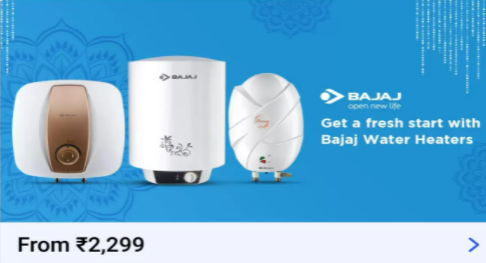 BAJAJ
BAJAJ
open new life
Get a fresh start with
Bajaj Water Heaters
From ₹2,299